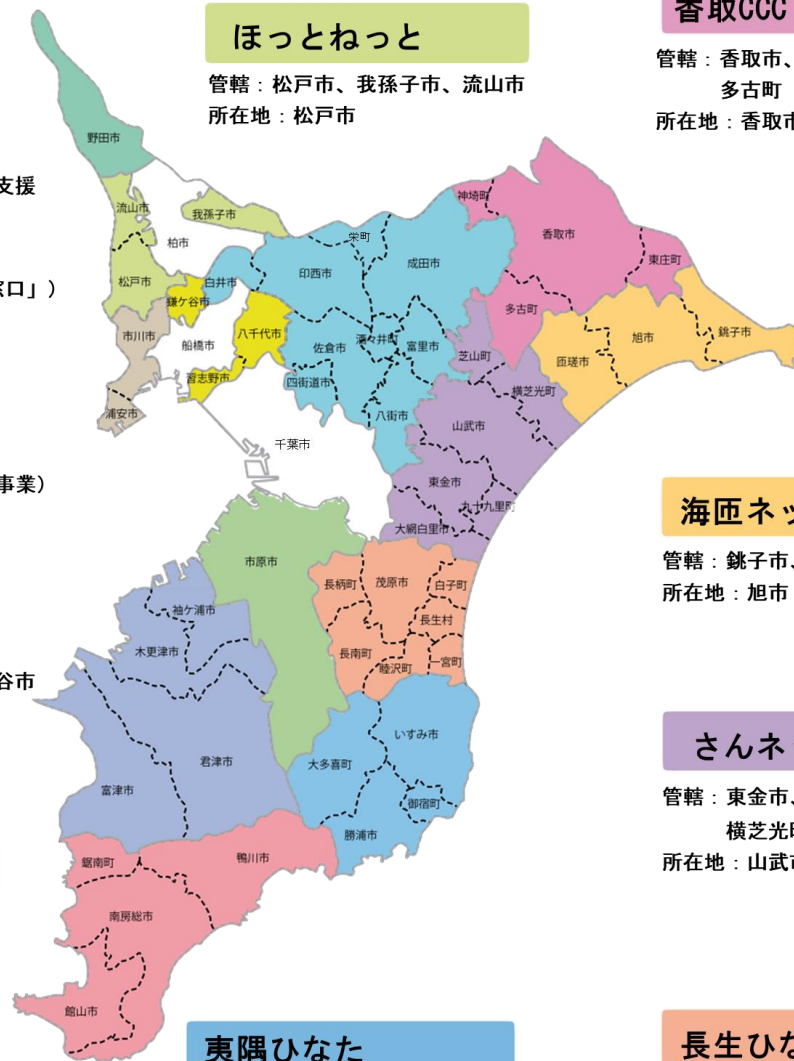 ほっとねっと
管轄：松戸市、我孫子市、流山市
所在地：松戸市
香取CCC
管轄：香取市、
多古町
所在地：香取市
支援
窓口」）
事業）
谷市
野田市
流山市
我孫子市
柏市
松戸市
鎌ケ谷市
白井市
市川市
船橋市
八千代市
習志野市
浦安市
千葉市
栄町
印西市
成田市
佐倉市
酒々井町
富里市
四街道市
八街市
神埼町
香取市
東庄町
多古町
匝瑳市
旭市
銚子市
芝山町
横芝光町
山武市
東金市
九十九里町
大網白里市
市原市
長柄町
茂原市
白子町
長生村
長南町
睦沢町
一宮町
袖ケ浦市
木更津市
君津市
富津市
いすみ市
大多喜町
御宿町
勝浦市
鋸南町
鴨川市
南房総市
館山市
海匝ネッ
管轄：銚子市、
所在地：旭市
さんネ
管轄：東金市、
横芝光町
所在地：山武市
夷隅ひなた
長生ひな